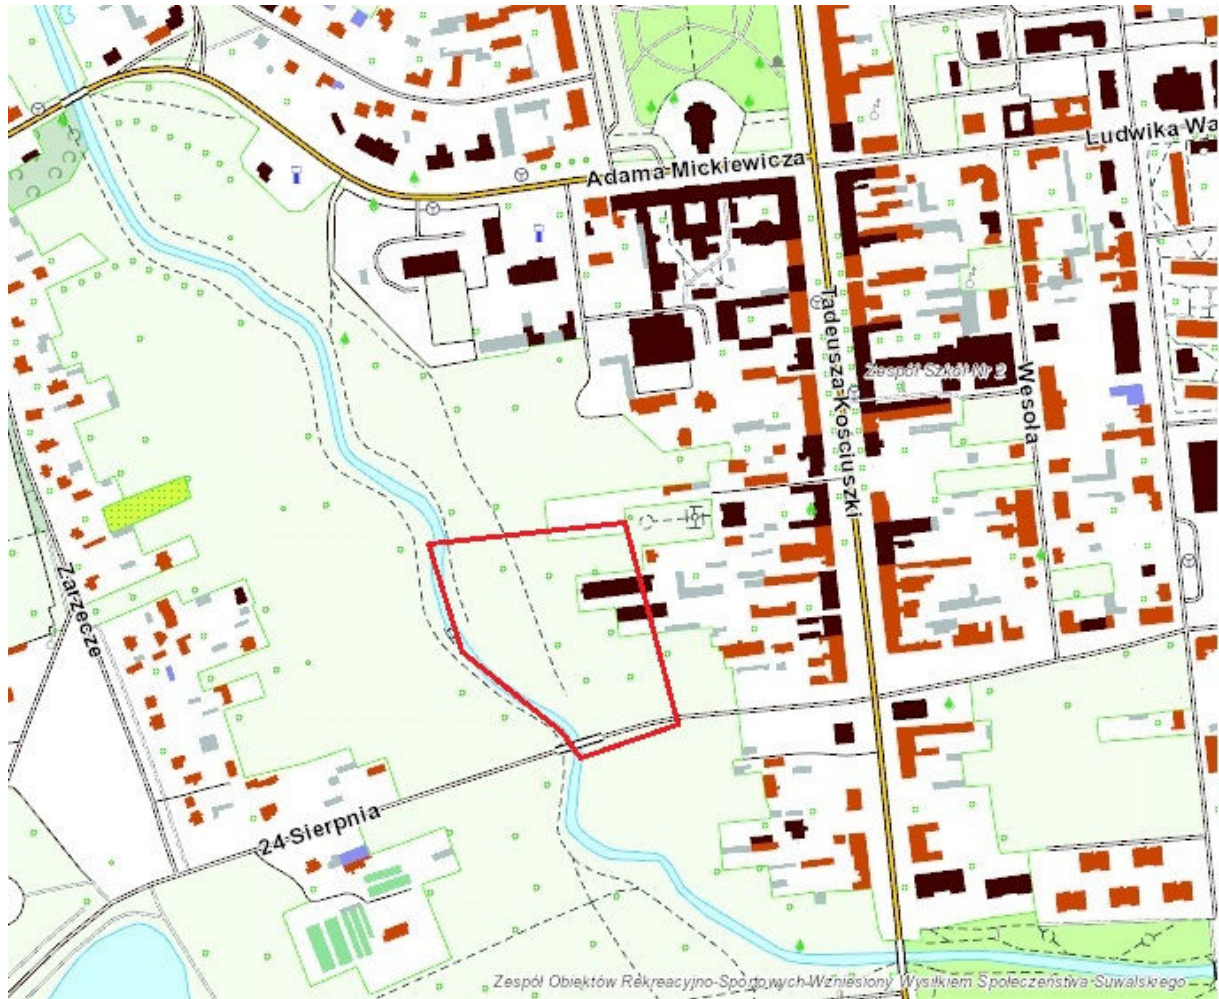 Adama Mickiewicza
Ludwika Wa
Tadeusza Kościuszki
Zespół Szkół Nr 2
Wesoła
Zarzecze
24 Sierpnia
Zespół Obiektów Rekreacyjno-Sportowych Wzniesiony Wysiłkiem Społeczeństwa Suwalskiego